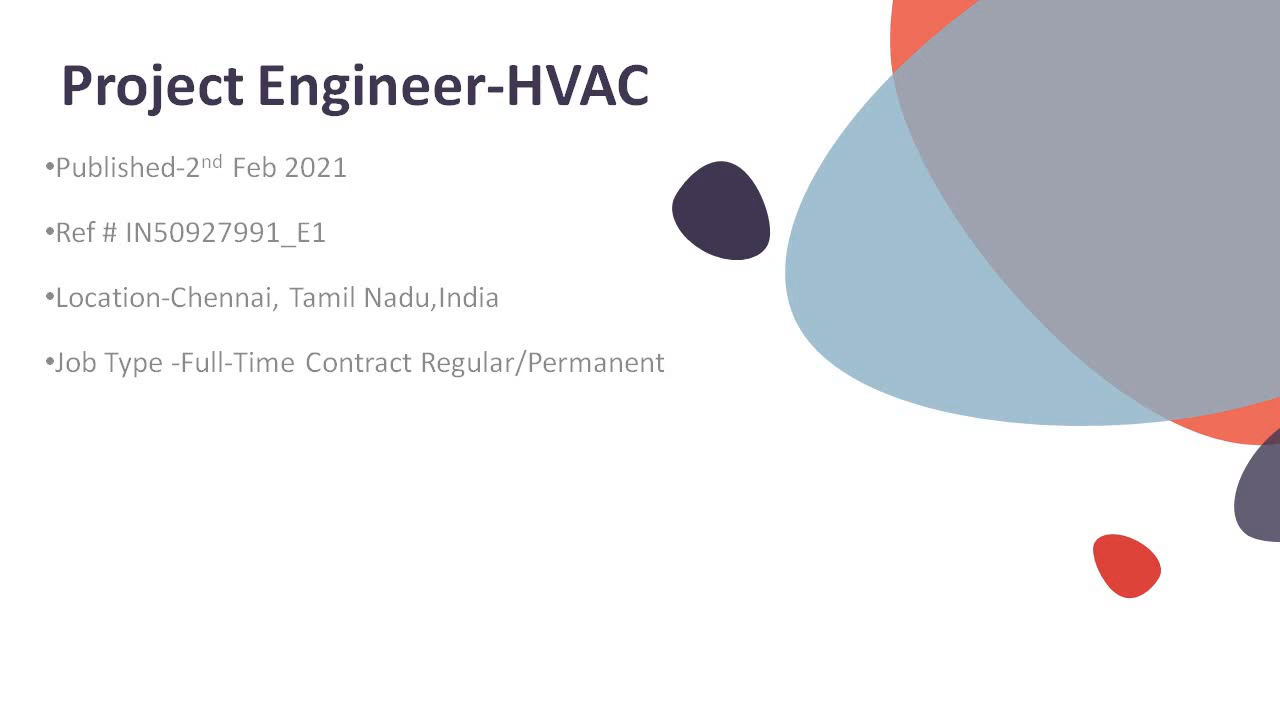 Project Engineer-HVAC
•Published-2nd Feb 2021
•Ref # IN50927991_E1
•Location-Chennai, Tamil Nadu,India
•Job Type -Full-Time Contract Regular/Permanent